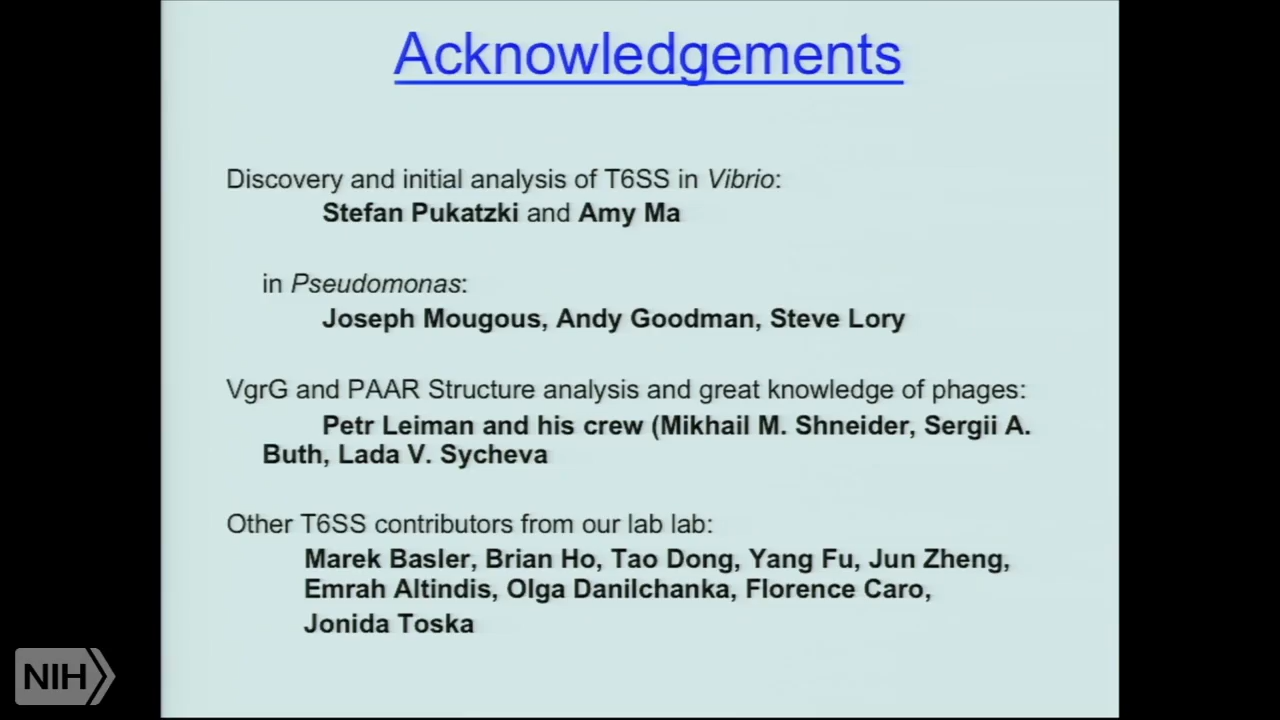 Acknowledgements
Discovery and initial analysis of T6SS in Vibrio:
Stefan Pukatzki and Amy Ma
in Pseudomonas:
Joseph Mougous, Andy Goodman, Steve Lory
VgrG and PAAR Structure analysis and great knowledge of phages:
Petr Leiman and his crew (Mikhail M. Shneider, Sergii A.
Buth, Lada V. Sycheva
Other T6SS contributors from our lab lab:
Marek Basler, Brian Ho, Tao Dong, Yang Fu, Jun Zheng,
Emrah Altindis, Olga Danilchanka, Florence Caro,
Jonida Toska
NIH